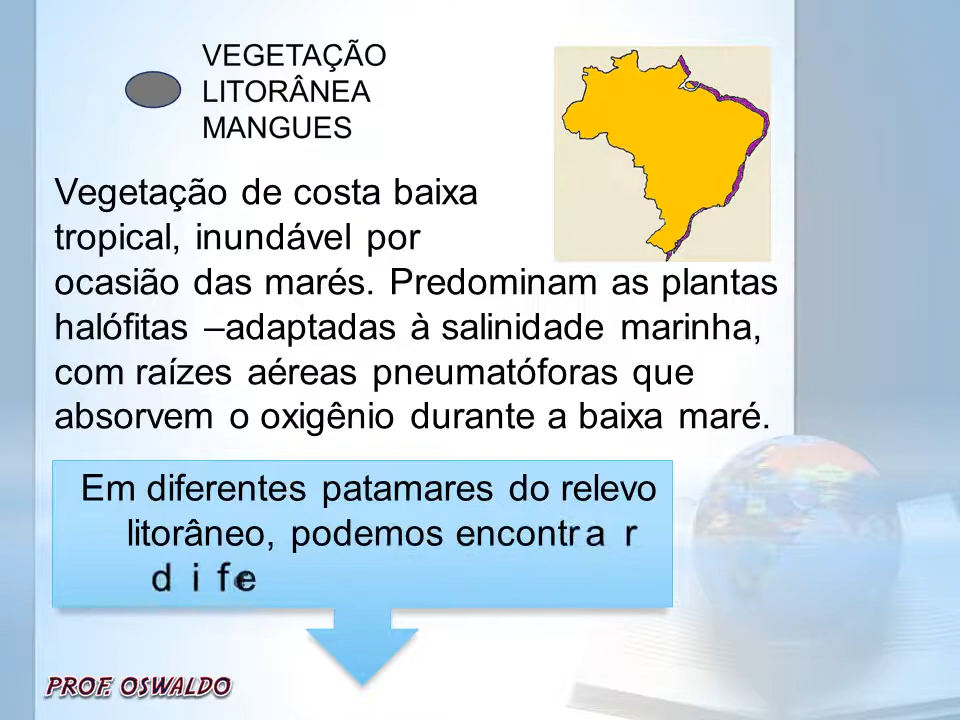 VEGETAÇÃO
LITORÂNEA
MANGUES
Vegetação de costa baixa
tropical, inundável por
ocasião das marés. Predominam as plantas
halófitas –adaptadas à salinidade marinha,
com raízes aéreas pneumatóforas que
absorvem o oxigênio durante a baixa maré.
Em diferentes patamares do relevo
litorâneo, podemos encontrar
dife
PROF. OSWALDO